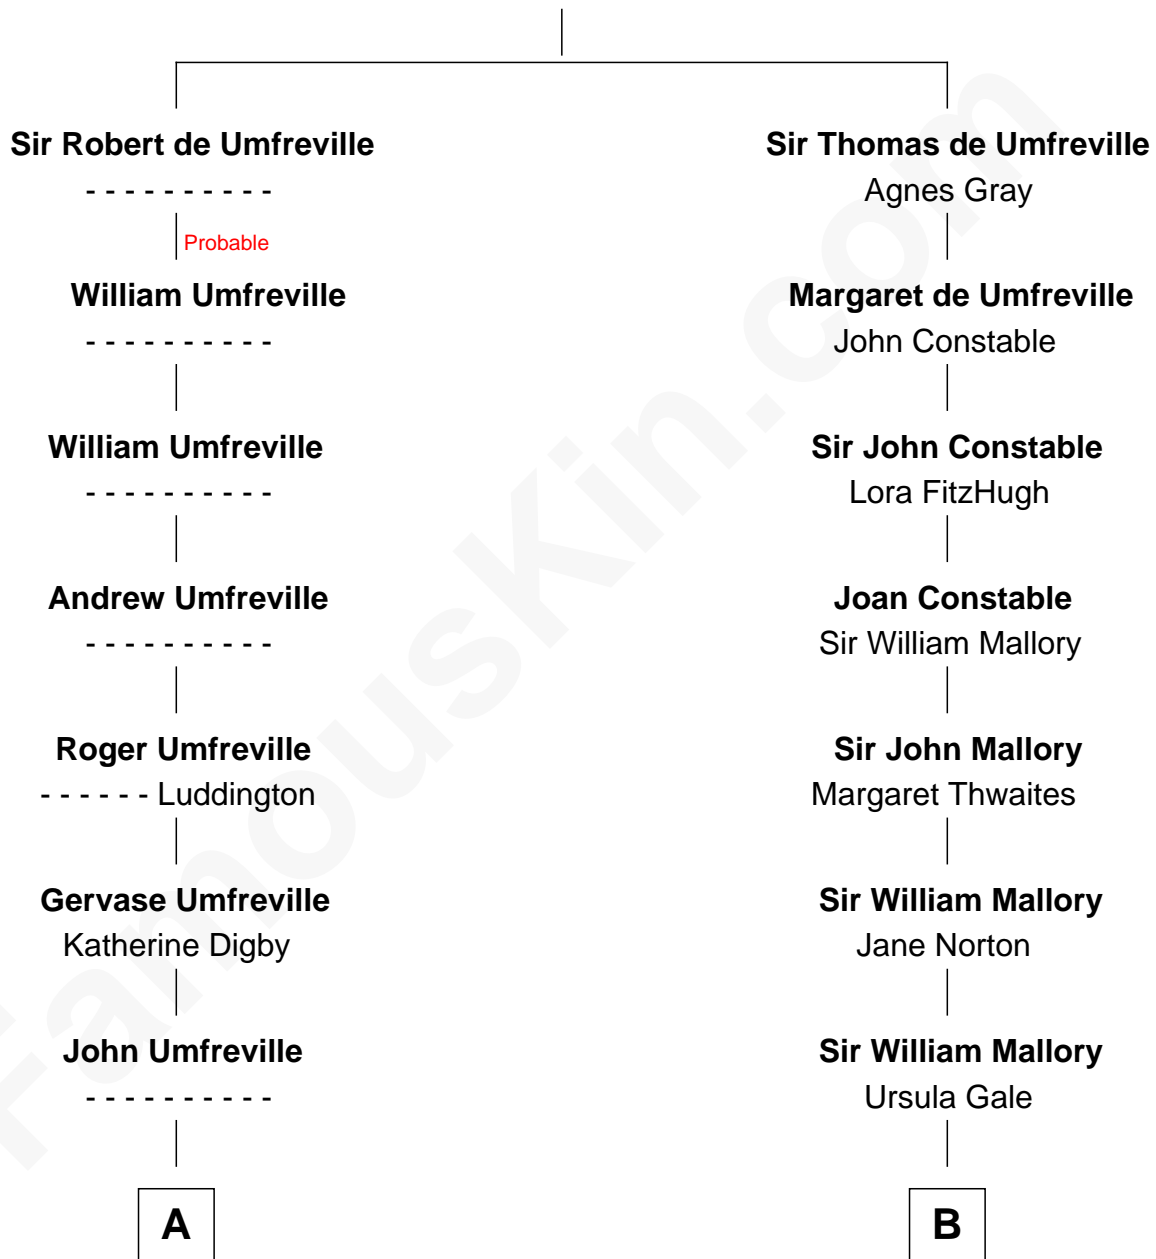 Sir Robert de Umfreville
- - - - - - - - - -
Probable
William Umfreville
- - - - - - - - - -
William Umfreville
- - - - - - - - - -
Andrew Umfreville
- - - - - - - - - -
Roger Umfreville
- - - - - - Luddington
Gervase Umfreville
Katherine Digby
John Umfreville
- - - - - - - - - -
A
Sir Thomas de Umfreville
Agnes Gray
Margaret de Umfreville
John Constable
Sir John Constable
Lora FitzHugh
Joan Constable
Sir William Mallory
Sir John Mallory
Margaret Thwaites
Sir William Mallory
Jane Norton
Sir William Mallory
Ursula Gale
B
FamousKin.com